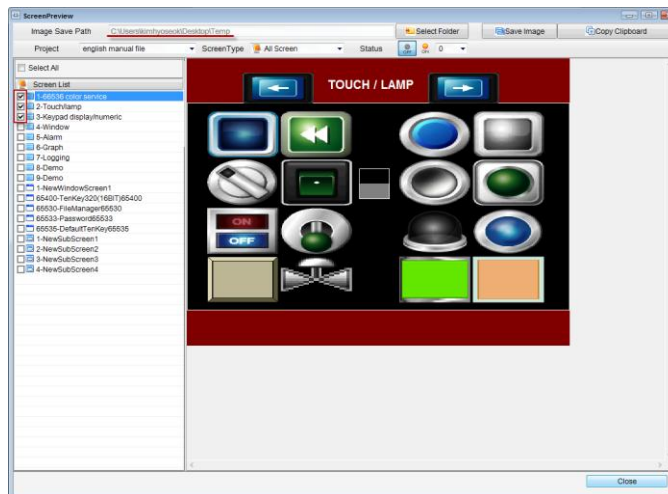 ScreenPreview
Image Save Path C:\Users\kimhyoseok\Desktop\Temp Select Folder Save Image Copy Clipboard
Project english manual file ScreenType All Screen Status OFF OFF 0
Select All
Screen List
1-66536 color service
2-Touch/lamp
3-Keypad display/numeric
4-Window
5-Alarm
6-Graph
7-Logging
8-Demo
9-Demo
1-NewWindowScreen1
65400-TenKey320(16BIT)65400
65530-FileManager65530
65533-Password65533
65535-DefaultTenKey65535
1-NewSubScreen1
2-NewSubScreen2
3-NewSubScreen3
4-NewSubScreen4
TOUCH / LAMP
ON
OFF
Close